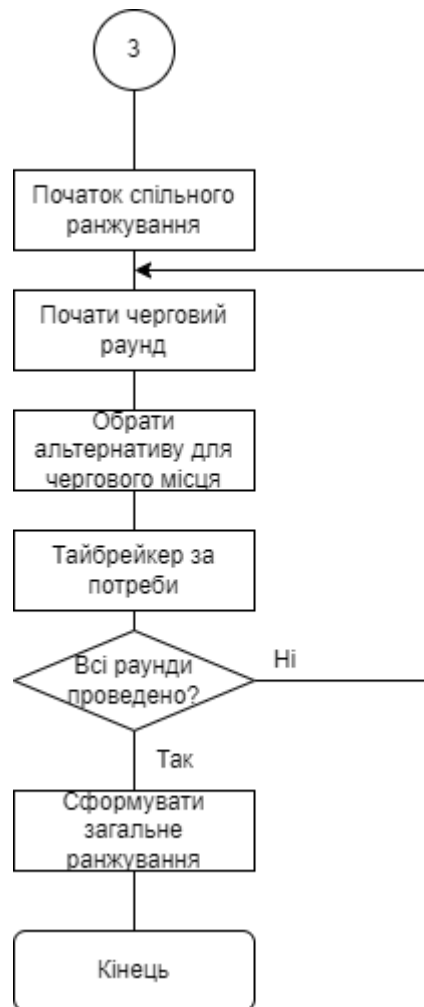 3
Початок спільного
ранжування
Почати черговий
раунд
Обрати
альтернативу для
чергового місця
Тайбрейкер за
потреби
Всі раунди
проведено?
Ні
Так
Сформувати
загальне
ранжування
Кінець